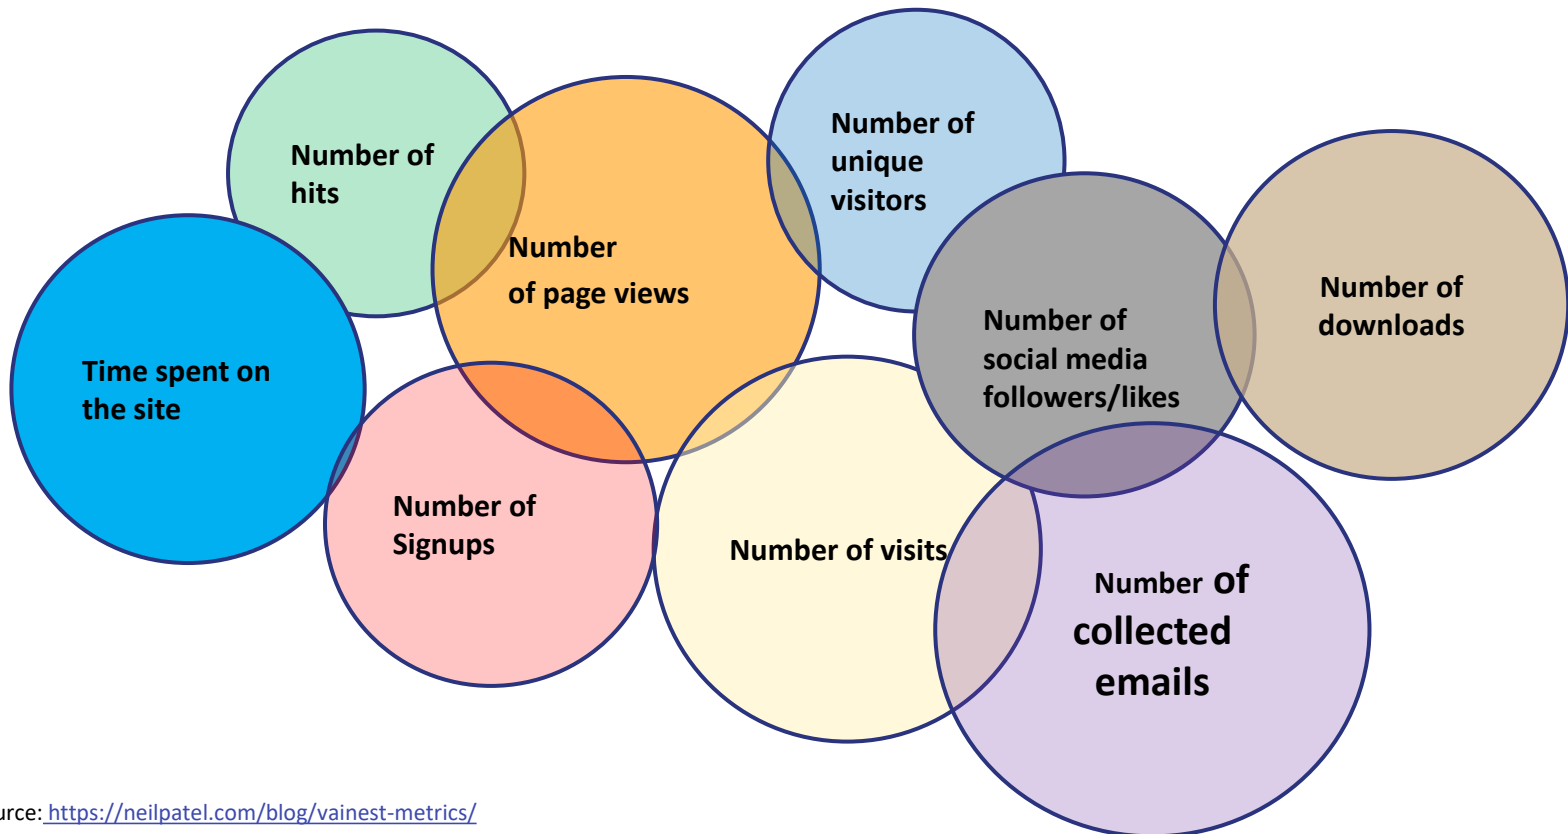 Number of
hits
Number
of page views
Number of
unique
visitors
Number of
social media
followers/likes
Number of
downloads
Time spent on
the site
Number of
Signups
Number of visits
Number of
collected
emails
urce: https://neilpatel.com/blog/vainest-metrics/